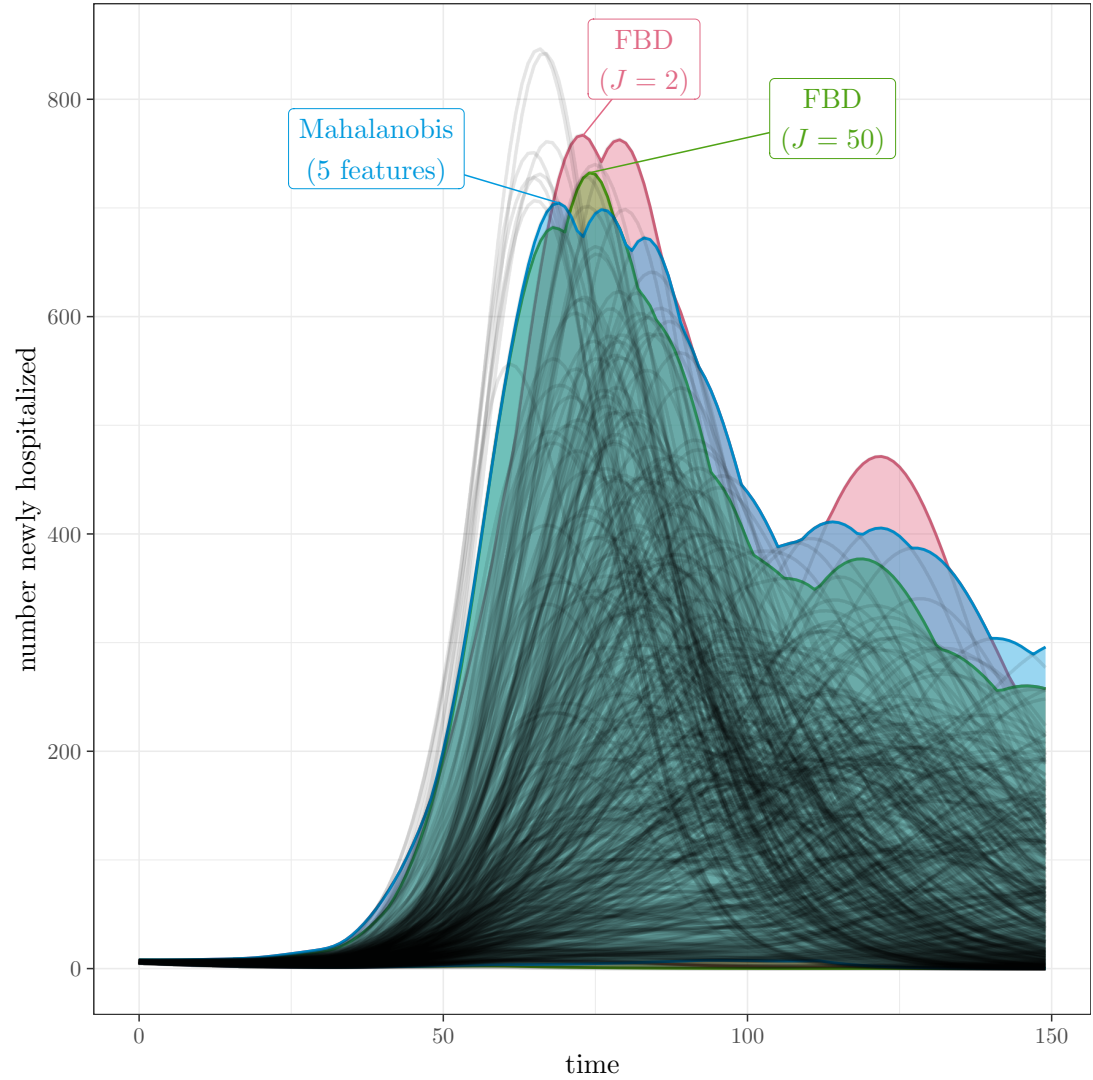 FBD
(J = 2)
FBD
(J = 50)
Mahalanobis
(5 features)
800
600
400
200
0
number newly hospitalized
0 50 100 150
time